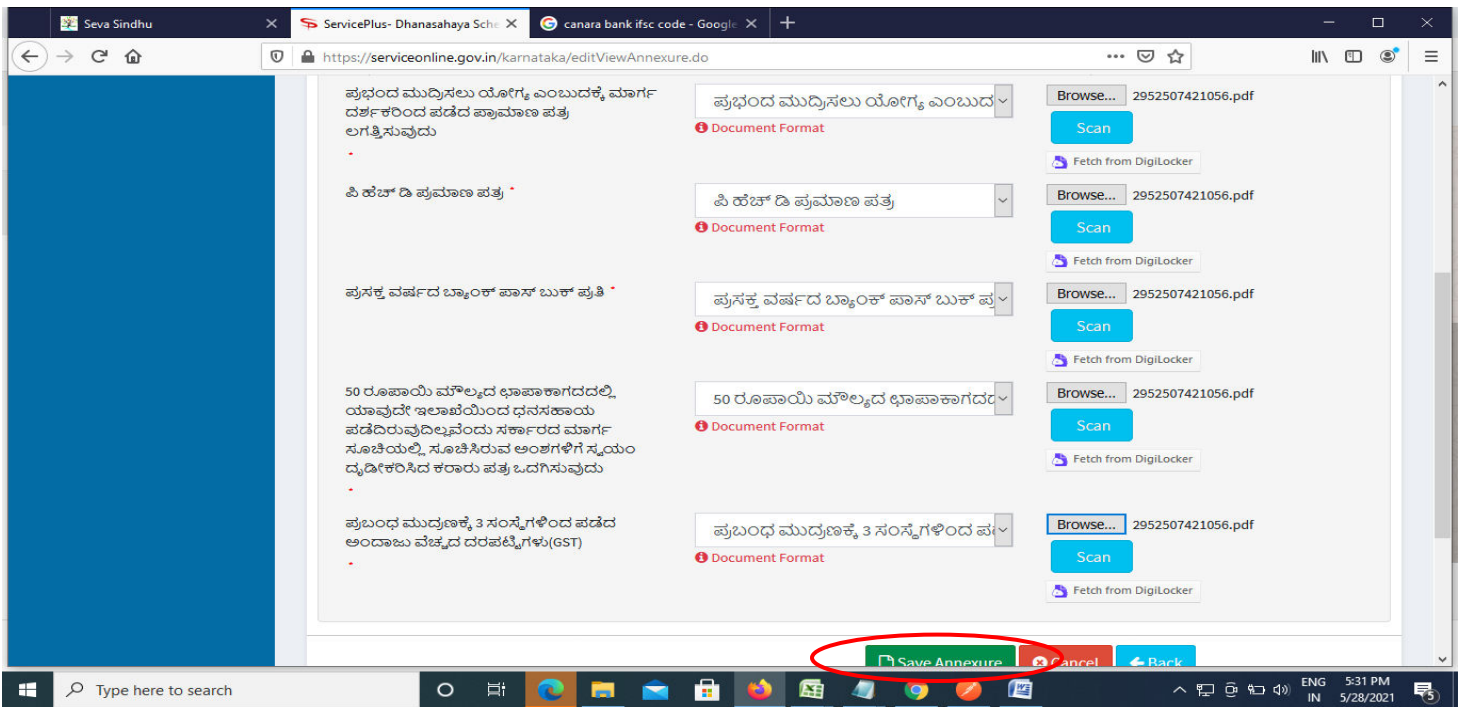 Seva Sindhu
ServicePlus- Dhanasahaya Sche
canara bank ifsc code - Google
https://serviceonline.gov.in/karnataka/editViewAnnexure.do
ಪ್ರಭಂದ ಮುದ್ರಿಸಲು ಯೋಗ್ಯ ಎಂಬುದಕ್ಕೆ ಮಾರ್ಗ
ದರ್ಶಕರಿಂದ ಪಡೆದ ಪ್ರಾಮಾಣ ಪತ್ರ
ಲಗತ್ತಿಸುವುದು
*
ಪ್ರಭಂದ ಮುದ್ರಿಸಲು ಯೋಗ್ಯ ಎಂಬುದ
Document Format
Browse... 2952507421056.pdf
Scan
Fetch from DigiLocker
ಪಿ ಹೆಚ್ ಡಿ ಪ್ರಮಾಣ ಪತ್ರ *
ಪಿ ಹೆಚ್ ಡಿ ಪ್ರಮಾಣ ಪತ್ರ
Document Format
Browse... 2952507421056.pdf
Scan
Fetch from DigiLocker
ಪ್ರಸಕ್ತ ವರ್ಷದ ಬ್ಯಾಂಕ್ ಪಾಸ್ ಬುಕ್ ಪ್ರತಿ *
ಪ್ರಸಕ್ತ ವರ್ಷದ ಬ್ಯಾಂಕ್ ಪಾಸ್ ಬುಕ್ ಪ್ರ
Document Format
Browse... 2952507421056.pdf
Scan
Fetch from DigiLocker
50 ರೂಪಾಯಿ ಮೌಲ್ಯದ ಛಾಪಾಕಾಗದದಲ್ಲಿ
ಯಾವುದೇ ಇಲಾಖೆಯಿಂದ ಧನಸಹಾಯ
ಪಡೆದಿರುವುದಿಲ್ಲವೆಂದು ಸರ್ಕಾರದ ಮಾರ್ಗ
ಸೂಚಿಯಲ್ಲಿ ಸೂಚಿಸಿರುವ ಅಂಶಗಳಿಗೆ ಸ್ವಯಂ
ದೃಡೀಕರಿಸಿದ ಕರಾರು ಪತ್ರ ಒದಗಿಸುವುದು
*
50 ರೂಪಾಯಿ ಮೌಲ್ಯದ ಛಾಪಾಕಾಗದದ
Document Format
Browse... 2952507421056.pdf
Scan
Fetch from DigiLocker
ಪ್ರಬಂಧ ಮುದ್ರಣಕ್ಕೆ 3 ಸಂಸ್ಥೆಗಳಿಂದ ಪಡೆದ
ಅಂದಾಜು ವೆಚ್ಚದ ದರಪಟ್ಟಿಗಳು(GST)
*
ಪ್ರಬಂಧ ಮುದ್ರಣಕ್ಕೆ 3 ಸಂಸ್ಥೆಗಳಿಂದ ಪ
Document Format
Browse... 2952507421056.pdf
Scan
Fetch from DigiLocker
Save Annexure Cancel Back
Type here to search
ENG 5:31 PM
IN 5/28/2021
5